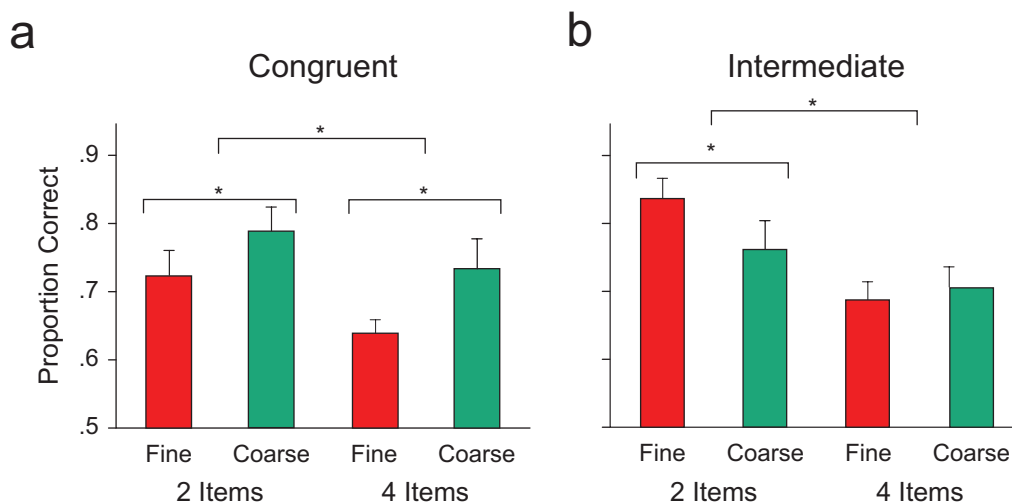 a
Congruent
Proportion Correct
.9
.8
.7
.6
.5
*
*
*
Fine Coarse Fine Coarse
2 Items 4 Items
b
Intermediate
*
*
Fine Coarse Fine Coarse
2 Items 4 Items